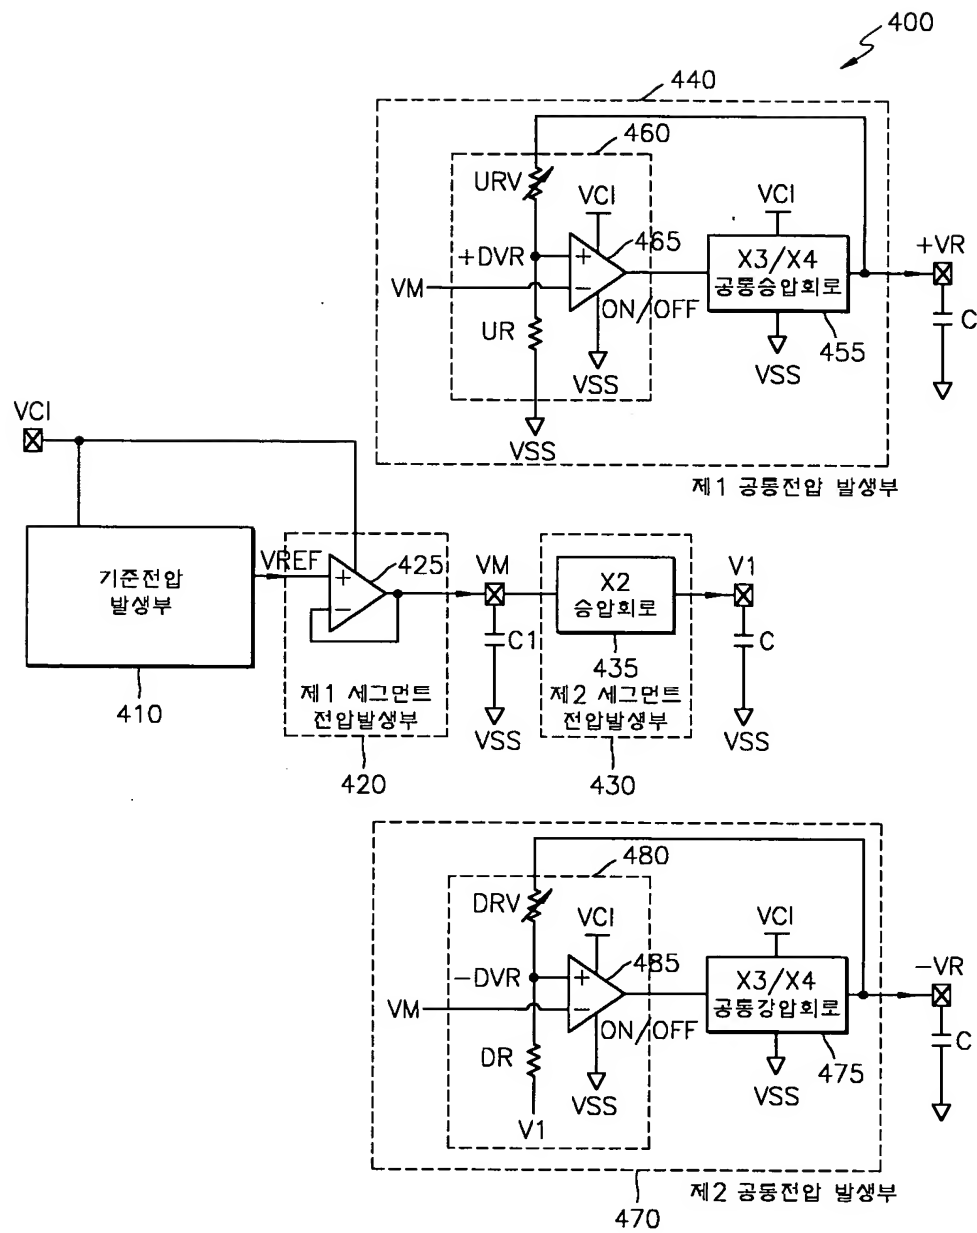 400
440
460
URV
VCI
VCI
465
+DVR
+
X3/X4
공통승압회로
+VR
VM
−
ON/OFF
UR
455
C
VSS
VSS
VSS
VCI
제1 공통전압 발생부
VREF
425
VM
V1
기준전압
발생부
+
−
X2
승압회로
C1
C
435
410
제1 세그먼트
전압발생부
제2 세그먼트
전압발생부
VSS
VSS
420
430
480
DRV
VCI
VCI
485
−DVR
+
X3/X4
공통강압회로
−VR
VM
−
ON/OFF
C
DR
475
VSS
VSS
V1
제2 공통전압 발생부
470